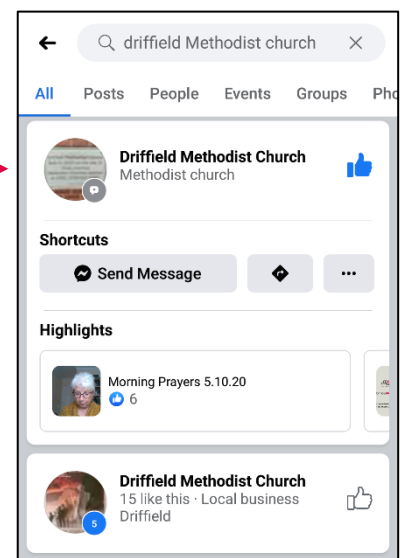 driffield Methodist church
All Posts People Events Groups Pho
Driffield Methodist Church
Methodist church
Shortcuts
Send Message
Highlights
Morning Prayers 5.10.20
6
Driffield Methodist Church
15 like this · Local business
Driffield
5